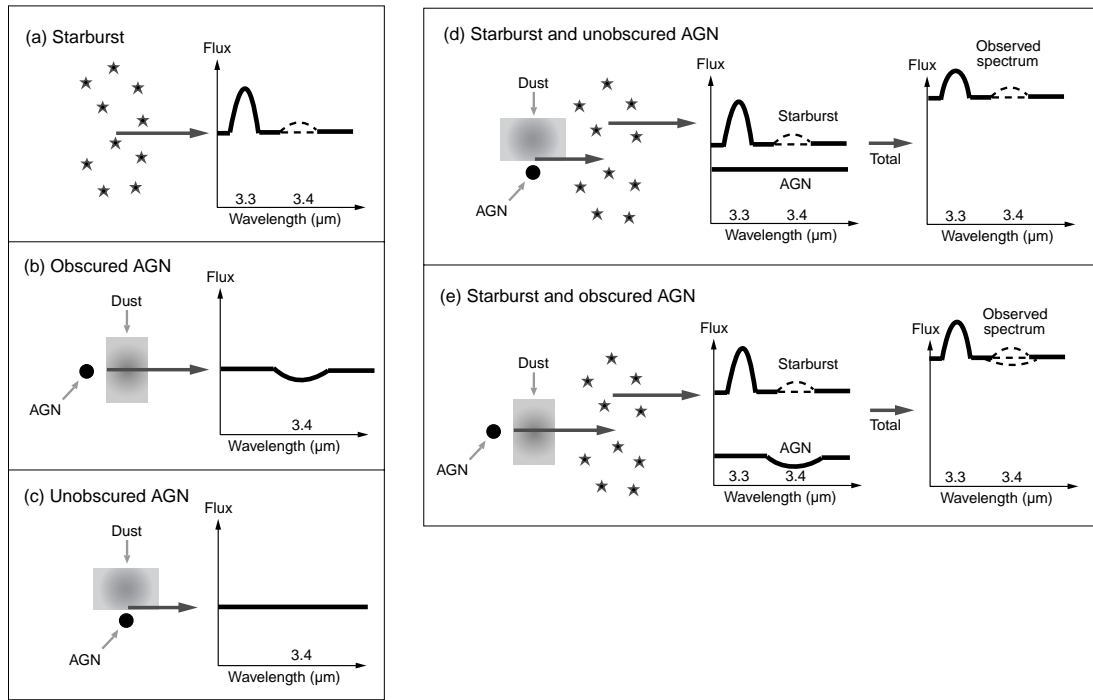 (a) Starburst
Flux
3.3 3.4
Wavelength (μm)
(b) Obscured AGN
Flux
Dust
AGN
3.4
Wavelength (μm)
(c) Unobscured AGN
Flux
Dust
AGN
3.4
Wavelength (μm)
(d) Starburst and unobscured AGN
Dust
AGN
Flux
Starburst
AGN
3.3 3.4
Wavelength (μm)
Total
Flux
Observed
spectrum
3.3 3.4
Wavelength (μm)
(e) Starburst and obscured AGN
Dust
AGN
Flux
Starburst
AGN
3.3 3.4
Wavelength (μm)
Total
Flux
Observed
spectrum
3.3 3.4
Wavelength (μm)